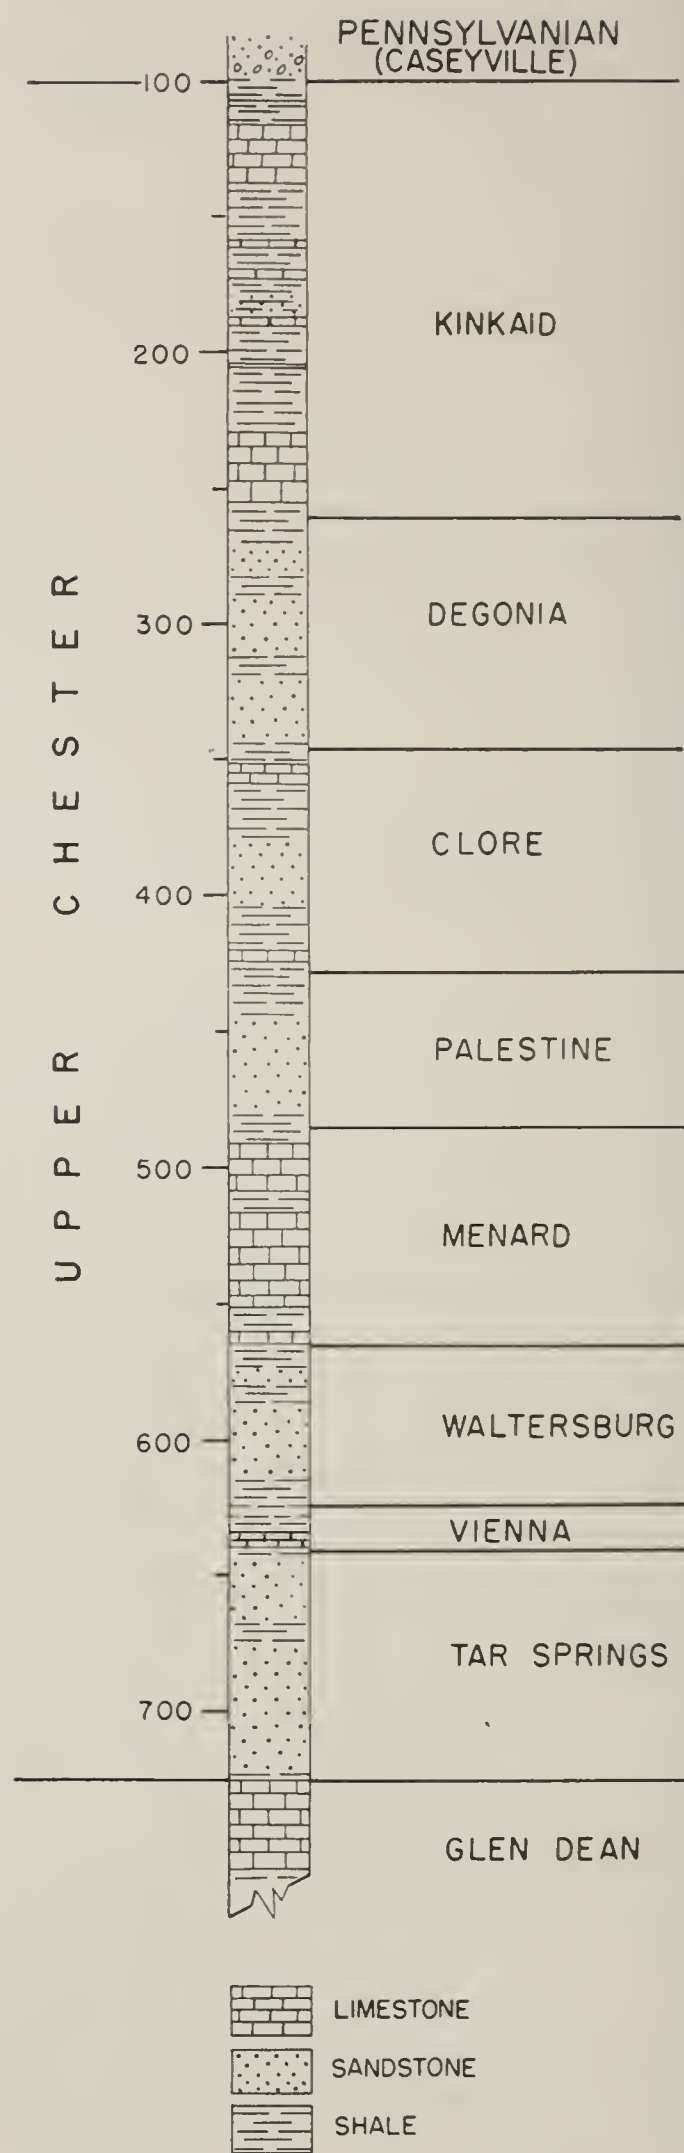 PENNSYLVANIAN
(CASEYVILLE)
100
KINKAID
200
DEGONIA
300
CLORE
400
PALESTINE
500
MENARD
WALTERSBURG
600
VIENNA
TAR SPRINGS
700
GLEN DEAN
UPPER CHESTER
LIMESTONE
SANDSTONE
SHALE